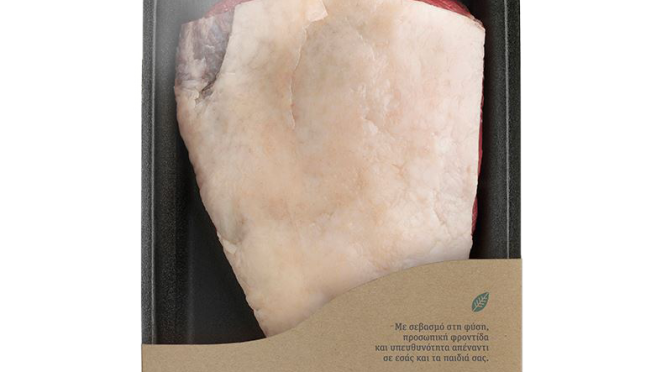 Με σεβασμό στη φύση,
προσωπική φροντίδα
και υπευθυνότητα απέναντι
σε εσάς και τα παιδιά σας.